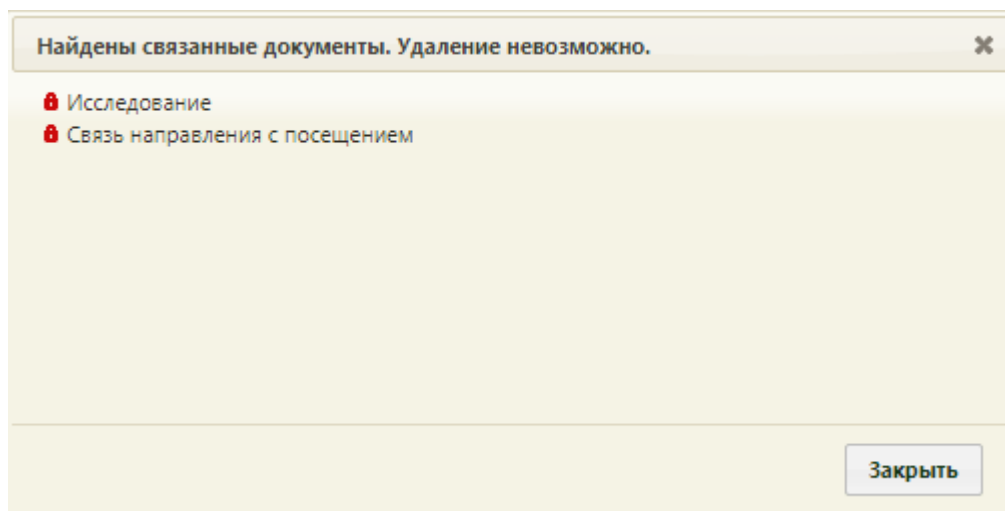 Найдены связанные документы. Удаление невозможно.
Исследование
Связь направления с посещением
Закрыть